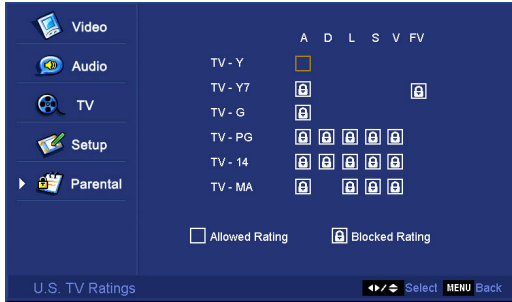 Video
Audio
TV
Setup
Parental
A D L S V FV
TV - Y
TV - Y7
TV - G
TV - PG
TV - 14
TV - MA
Allowed Rating
Blocked Rating
U.S. TV Ratings
Select MENU Back